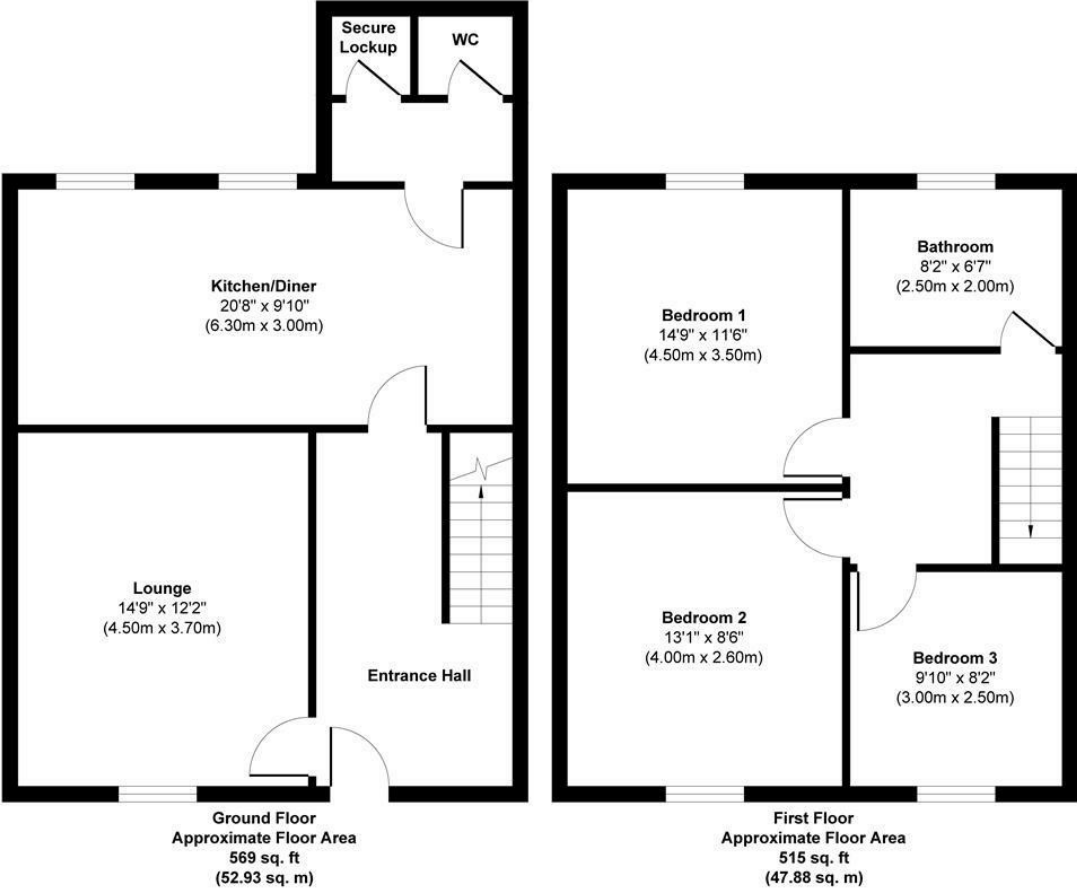 Secure
Lockup
WC
Kitchen/Diner
20'8" x 9'10"
(6.30m x 3.00m)
Lounge
14'9" x 12'2"
(4.50m x 3.70m)
Entrance Hall
Ground Floor
Approximate Floor Area
569 sq. ft
(52.93 sq. m)
Bathroom
8'2" x 6'7"
(2.50m x 2.00m)
Bedroom 1
14'9" x 11'6"
(4.50m x 3.50m)
Bedroom 2
13'1" x 8'6"
(4.00m x 2.60m)
Bedroom 3
9'10" x 8'2"
(3.00m x 2.50m)
First Floor
Approximate Floor Area
515 sq. ft
(47.88 sq. m)